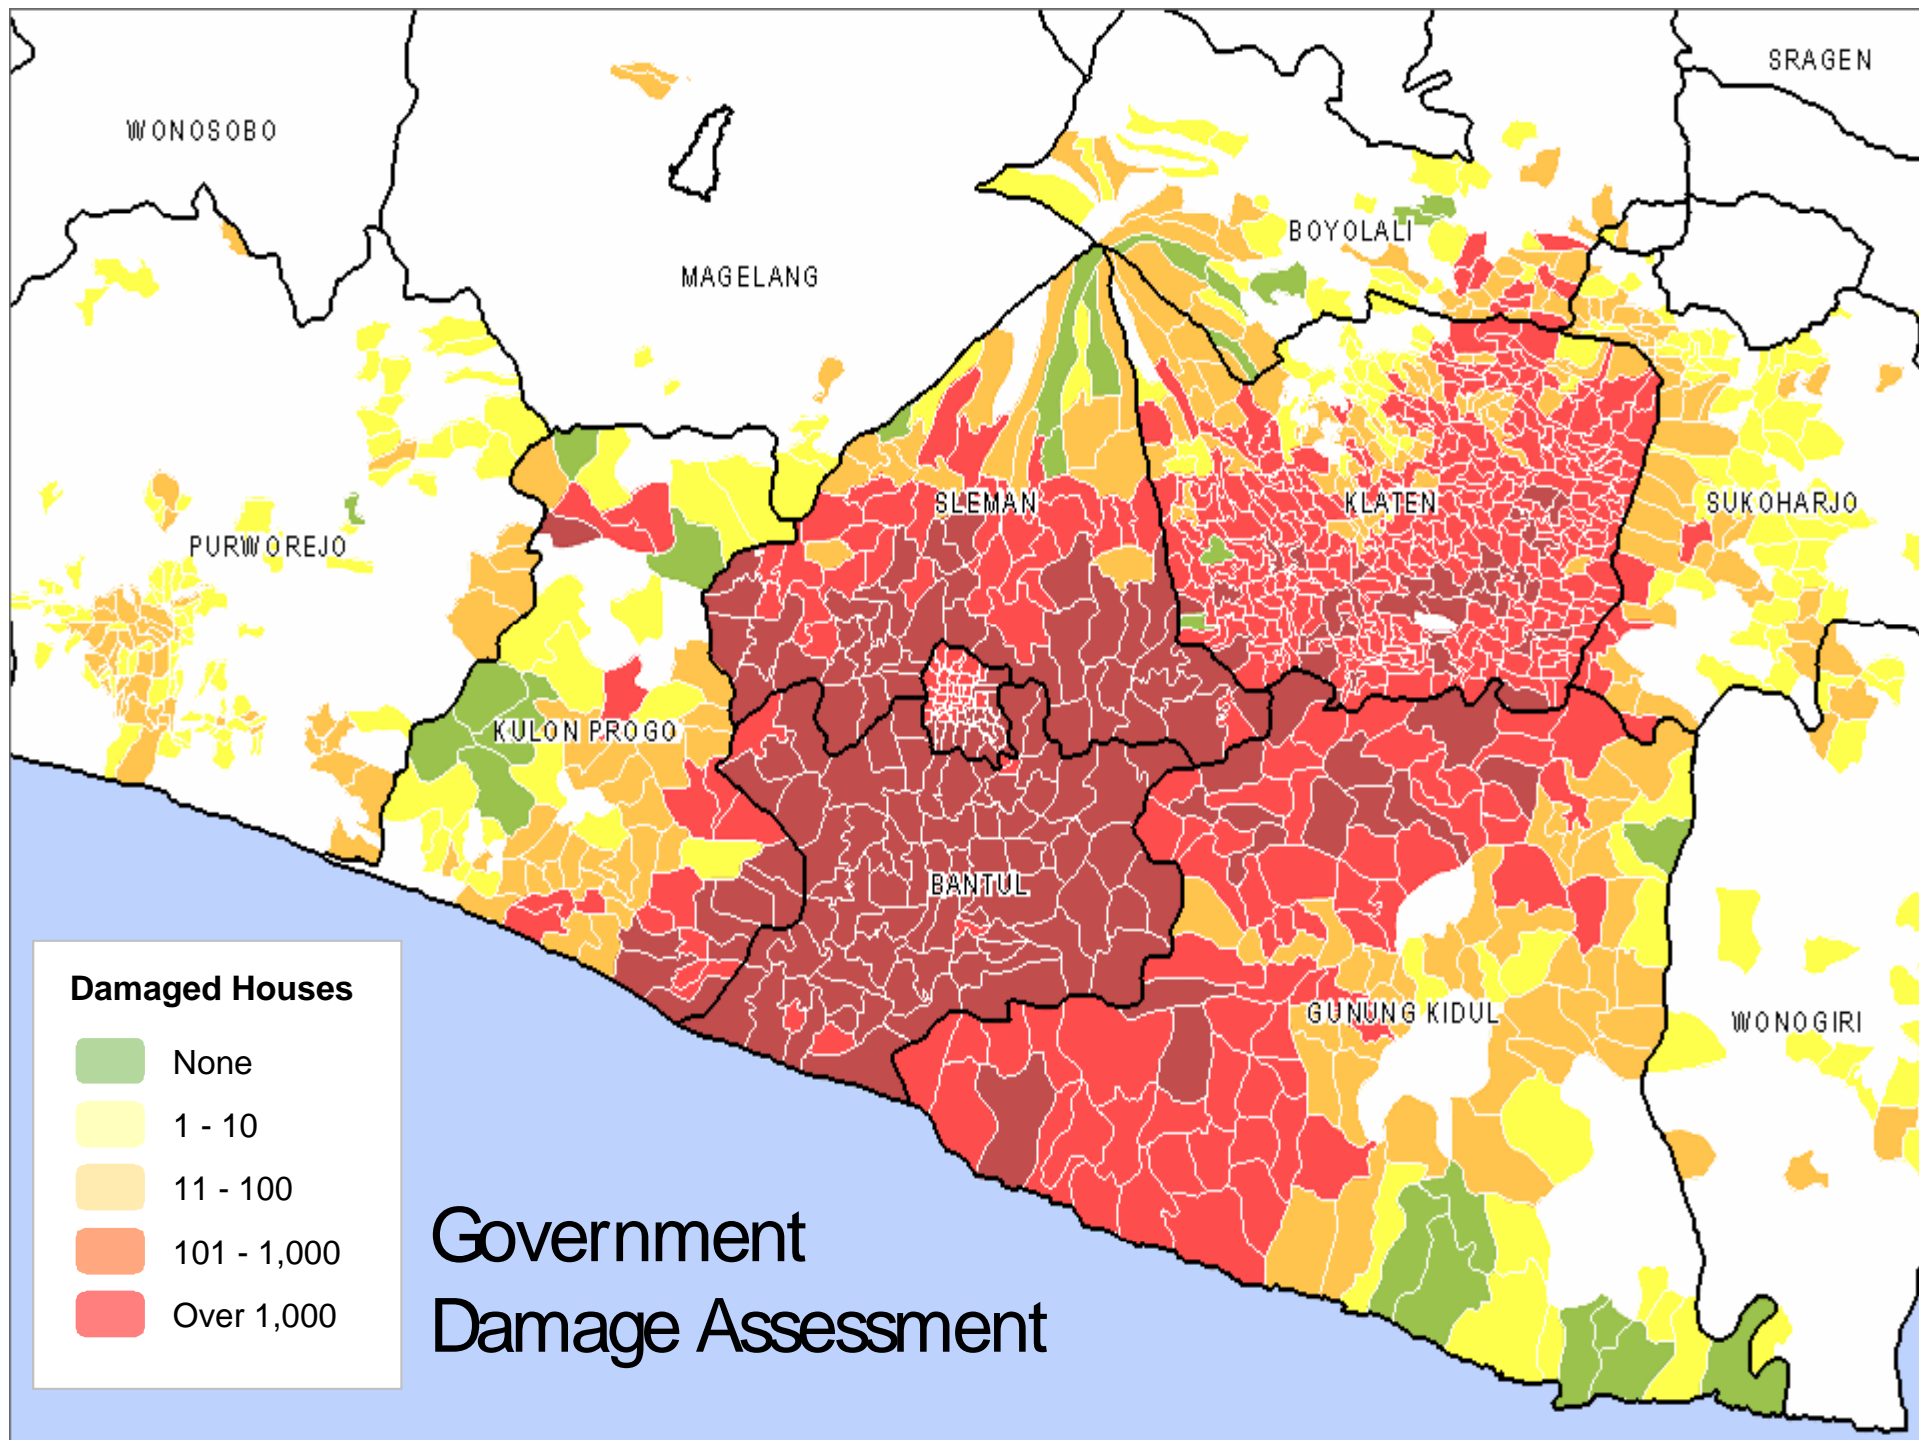 SRAGEN
WONOSOBO
BOYOLALI
MAGELANG
SLEMAN
KLATEN
SUKOHARJO
PURWOREJO
KULON PROGO
BANTUL
GUNUNG KIDUL
WONOGIRI
Damaged Houses
None
1 - 10
11 - 100
101 - 1,000
Over 1,000
Government
Damage Assessment